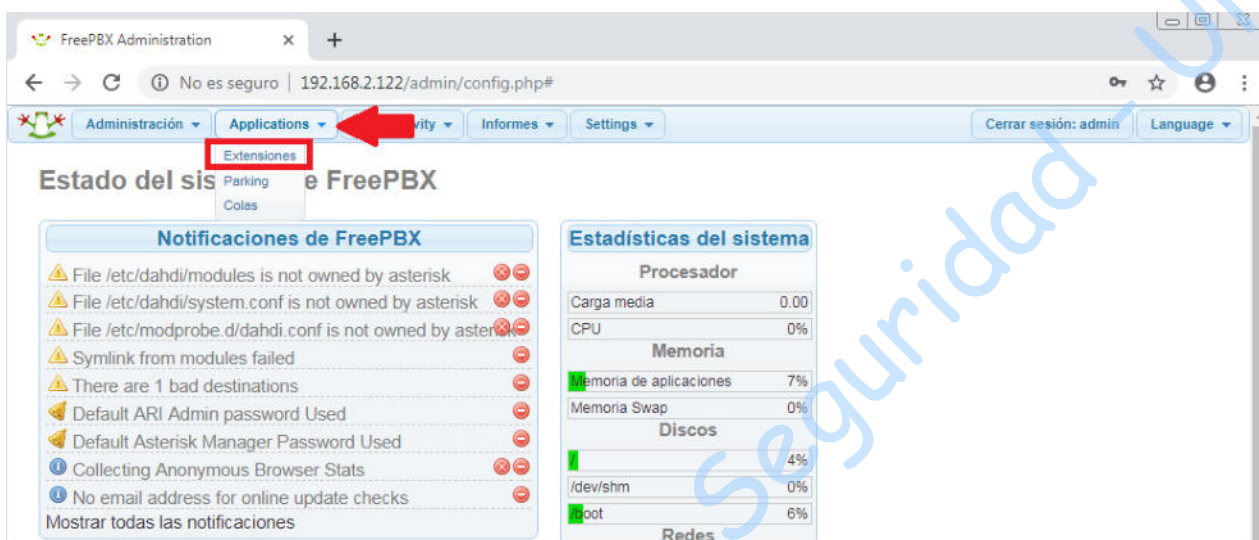 FreePBX Administration
No es seguro | 192.168.2.122/admin/config.php#
Administración Applications vity Informes Settings Cerrar sesión: admin Language
Extensiones
Parking
Colas
Estado del sis e FreePBX
Notificaciones de FreePBX
File /etc/dahdi/modules is not owned by asterisk
File /etc/dahdi/system.conf is not owned by asterisk
File /etc/modprobe.d/dahdi.conf is not owned by asterisk
Symlink from modules failed
There are 1 bad destinations
Default ARI Admin password Used
Default Asterisk Manager Password Used
Collecting Anonymous Browser Stats
No email address for online update checks
Mostrar todas las notificaciones
Estadísticas del sistema
Procesador
Carga media 0.00
CPU 0%
Memoria
Memoria de aplicaciones 7%
Memoria Swap 0%
Discos
/ 4%
/dev/shm 0%
/boot 6%
Redes
Seguridad - U